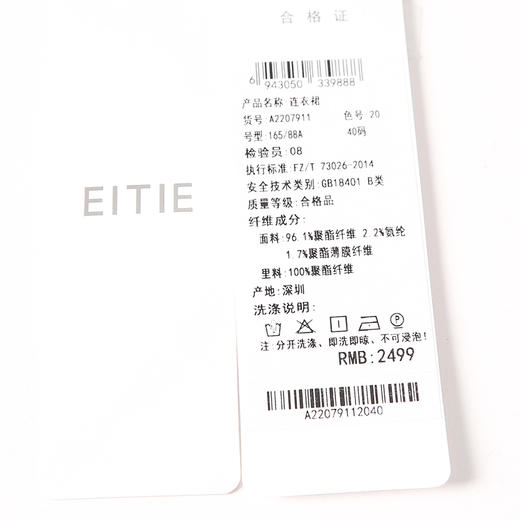 EITIE
合格证
6 943050 339888
产品名称 连衣裙
货号: A2207911 色号: 20
号型: 165/88A 40码
检验员: 08
执行标准: FZ/T 73026-2014
安全技术类别: GB18401 B类
质量等级: 合格品
纤维成分:
面料: 96.1%聚酯纤维 2.2%氨纶
1.7%聚酯薄膜纤维
里料: 100%聚酯纤维
产地: 深圳
洗涤说明:
注:分开洗涤、即洗即晾、不可浸泡!
RMB: 2499
A22079112040